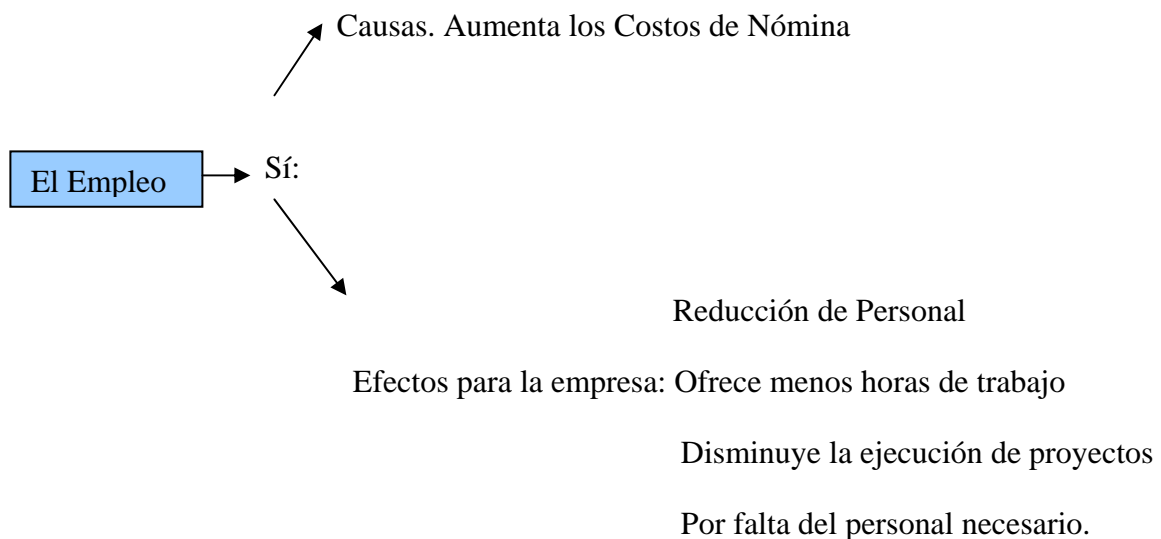 Causas. Aumenta los Costos de Nómina
El Empleo
Sí:
Reducción de Personal
Efectos para la empresa: Ofrece menos horas de trabajo
Disminuye la ejecución de proyectos
Por falta del personal necesario.